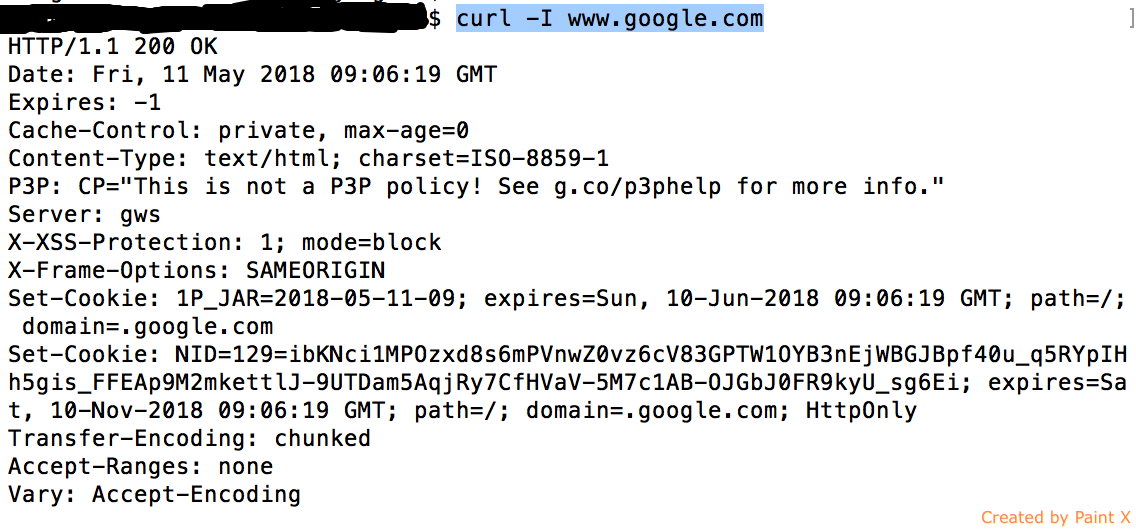 $ curl -I www.google.com
HTTP/1.1 200 OK
Date: Fri, 11 May 2018 09:06:19 GMT
Expires: -1
Cache-Control: private, max-age=0
Content-Type: text/html; charset=ISO-8859-1
P3P: CP="This is not a P3P policy! See g.co/p3phelp for more info."
Server: gws
X-XSS-Protection: 1; mode=block
X-Frame-Options: SAMEORIGIN
Set-Cookie: 1P_JAR=2018-05-11-09; expires=Sun, 10-Jun-2018 09:06:19 GMT; path=/;
 domain=.google.com
Set-Cookie: NID=129=ibKNci1MPOzxd8s6mPVnwZ0vz6cV83GPTW1OYB3nEjWBGJBpf40u_q5RYpIH
h5gis_FFEAp9M2mkettlJ-9UTDam5AqjRy7CfHVaV-5M7c1AB-OJGbJ0FR9kyU_sg6Ei; expires=Sa
t, 10-Nov-2018 09:06:19 GMT; path=/; domain=.google.com; HttpOnly
Transfer-Encoding: chunked
Accept-Ranges: none
Vary: Accept-Encoding
Created by Paint X